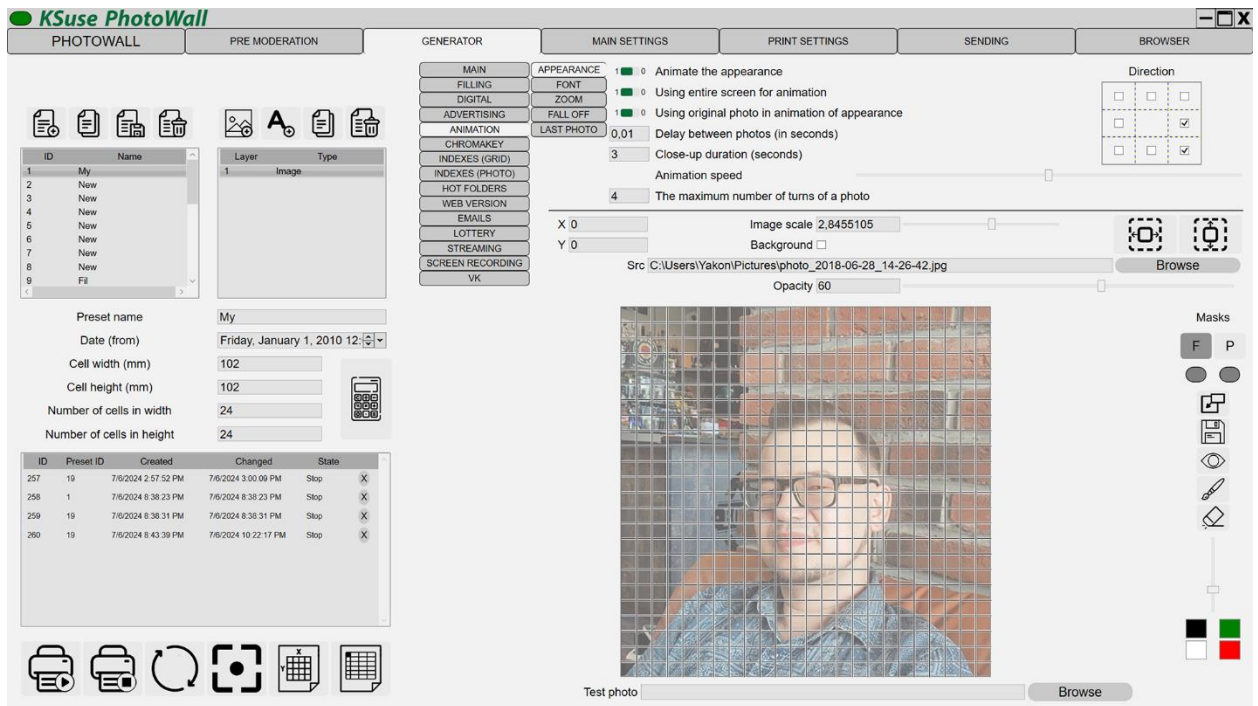 KSuse PhotoWall
PHOTOWALL PRE MODERATION GENERATOR MAIN SETTINGS PRINT SETTINGS SENDING BROWSER
ID Name
1 My
2 New
3 New
4 New
5 New
6 New
7 New
8 New
9 Fil
Layer Type
1 Image
Preset name My
Date (from) Friday, January 1, 2010 12:
Cell width (mm) 102
Cell height (mm) 102
Number of cells in width 24
Number of cells in height 24
ID Preset ID Created Changed State
257 19 7/6/2024 2:57:52 PM 7/6/2024 3:00:09 PM Stop X
258 1 7/6/2024 8:38:23 PM 7/6/2024 8:38:23 PM Stop X
259 19 7/6/2024 8:38:31 PM 7/6/2024 8:38:31 PM Stop X
260 19 7/6/2024 8:43:39 PM 7/6/2024 10:22:17 PM Stop X
X
Y
MAIN
FILLING
DIGITAL
ADVERTISING
ANIMATION
CHROMAKEY
INDEXES (GRID)
INDEXES (PHOTO)
HOT FOLDERS
WEB VERSION
EMAILS
LOTTERY
STREAMING
SCREEN RECORDING
VK
APPEARANCE
FONT
ZOOM
FALL OFF
LAST PHOTO
1 0 Animate the appearance
1 0 Using entire screen for animation
1 0 Using original photo in animation of appearance
0,01 Delay between photos (in seconds)
3 Close-up duration (seconds)
Animation speed
4 The maximum number of turns of a photo
Direction
X 0 Image scale 2,8455105
Y 0 Background
Src C:\Users\Yakon\Pictures\photo_2018-06-28_14-26-42.jpg Browse
Opacity 60
Masks
F P
Test photo Browse